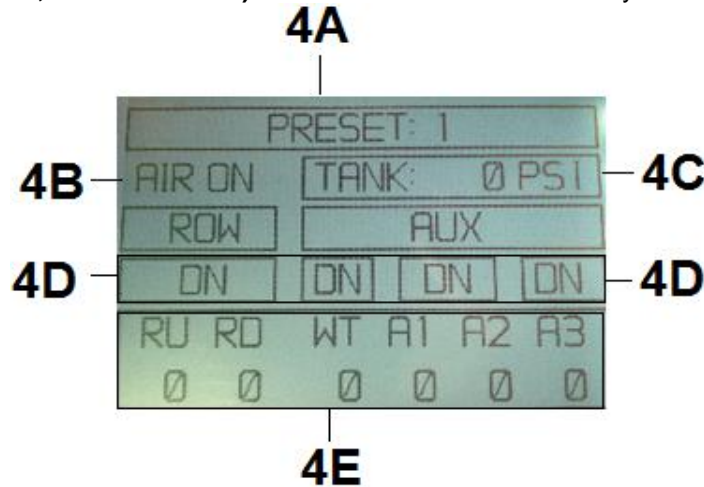 4A
PRESET: 1
4B AIR ON TANK: 0 PSI 4C
ROW AUX
4D DN DN DN DN 4D
RU RD WT A1 A2 A3
0 0 0 0 0 0
4E